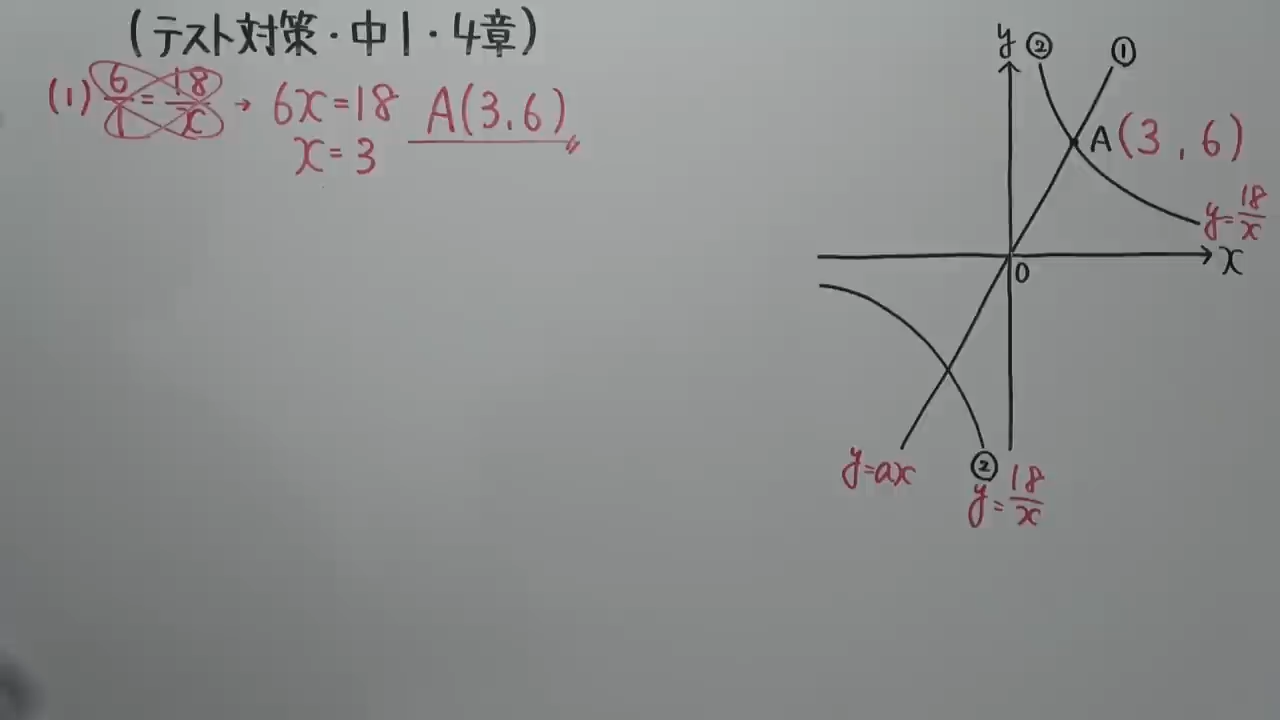 (テスト対策・中1・4章)
(1) 6/1 = 18/x → 6x=18 A(3,6)
x=3
y ② ①
A(3,6)
y=18/x
x
O
y=ax ②
y=18/x